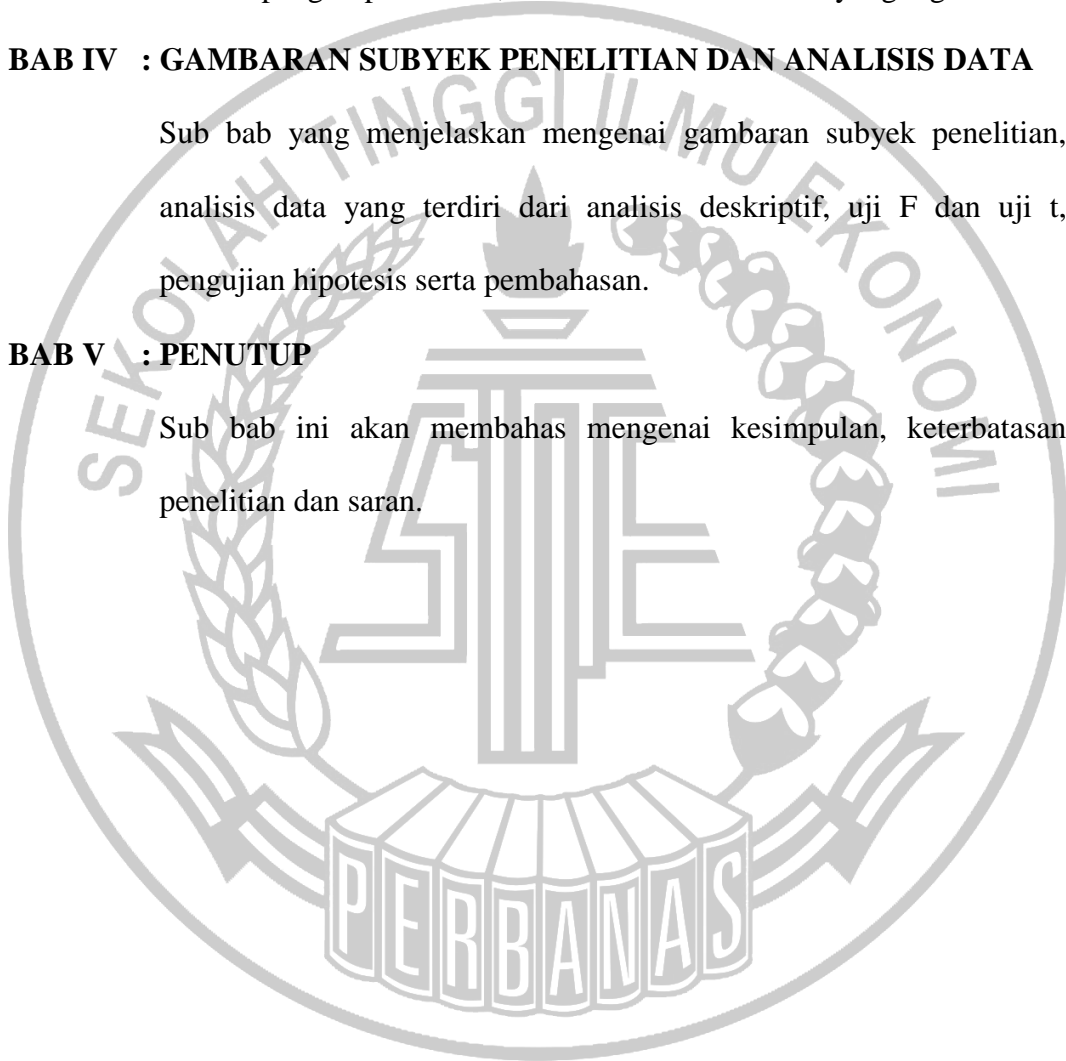 BAB IV : GAMBARAN SUBYEK PENELITIAN DAN ANALISIS DATA
Sub bab yang menjelaskan mengenai gambaran subyek penelitian,
analisis data yang terdiri dari analisis deskriptif, uji F dan uji t,
pengujian hipotesis serta pembahasan.
BAB V : PENUTUP
Sub bab ini akan membahas mengenai kesimpulan, keterbatasan
penelitian dan saran.
SEKOLAH TINGGI ILMU EKONOMI
STIE
PERBANAS